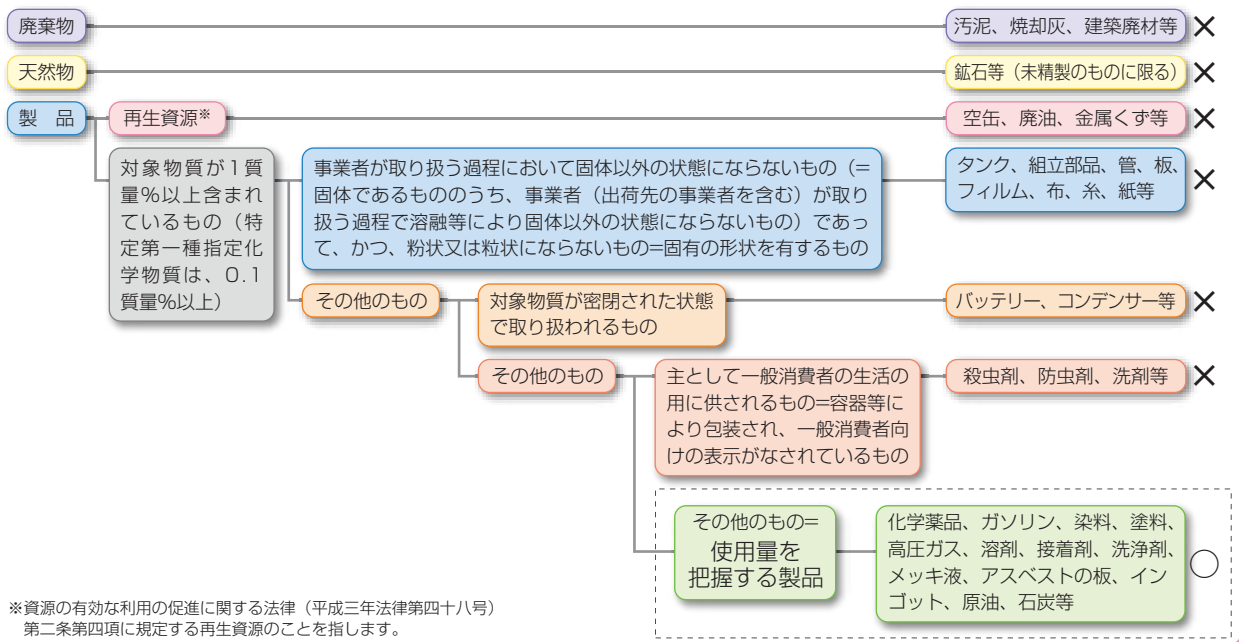 廃棄物
汚泥、焼却灰、建築廃材等 ×
天然物
鉱石等（未精製のものに限る） ×
製　品
再生資源※
空缶、廃油、金属くず等 ×
対象物質が1質
量%以上含まれ
ているもの（特
定第一種指定化
学物質は、0.1
質量%以上）
事業者が取り扱う過程において固体以外の状態にならないもの（＝
固体であるもののうち、事業者（出荷先の事業者を含む）が取り
扱う過程で溶融等により固体以外の状態にならないもの）であっ
て、かつ、粉状又は粒状にならないもの＝固有の形状を有するもの
タンク、組立部品、管、板、
フィルム、布、糸、紙等 ×
その他のもの
対象物質が密閉された状態
で取り扱われるもの
バッテリー、コンデンサー等 ×
その他のもの
主として一般消費者の生活の
用に供されるもの＝容器等に
より包装され、一般消費者向
けの表示がなされているもの
殺虫剤、防虫剤、洗剤等 ×
その他のもの＝
使用量を
把握する製品
化学薬品、ガソリン、染料、塗料、
高圧ガス、溶剤、接着剤、洗浄剤、
メッキ液、アスベストの板、イン
ゴット、原油、石炭等
○
※資源の有効な利用の促進に関する法律（平成三年法律第四十八号）
第二条第四項に規定する再生資源のことを指します。